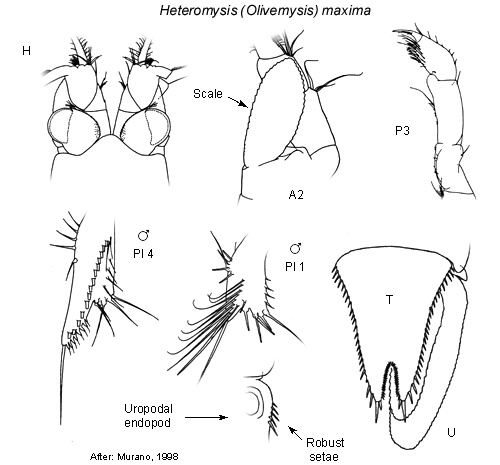 Heteromysis (Olivemysis) maxima
H
Scale
A2
P3
♂
Pl 4
♂
Pl 1
T
U
Uropodal
endopod
Robust
setae
After: Murano, 1998